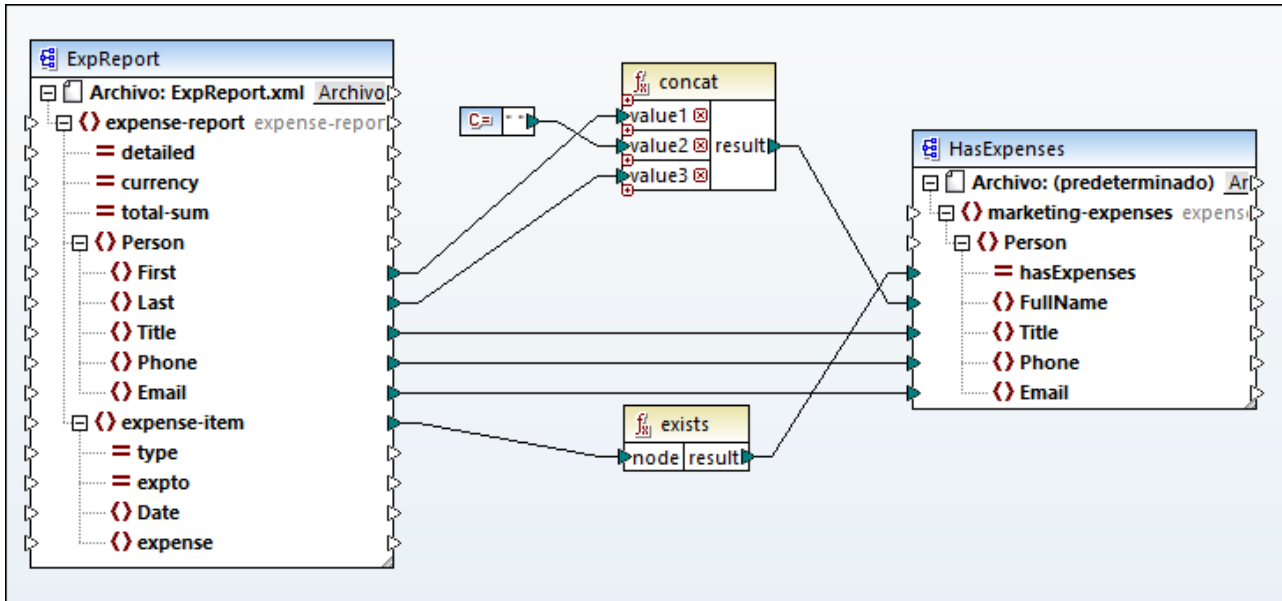 ExpReport
Archivo: ExpReport.xml Archivo
expense-report expense-repor
= detailed
= currency
= total-sum
Person
First
Last
Title
Phone
Email
expense-item
= type
= expto
Date
expense
C= " "
concat
value1
value2 result
value3
exists
node result
HasExpenses
Archivo: (predeterminado) Ar
marketing-expenses expens
Person
= hasExpenses
FullName
Title
Phone
Email